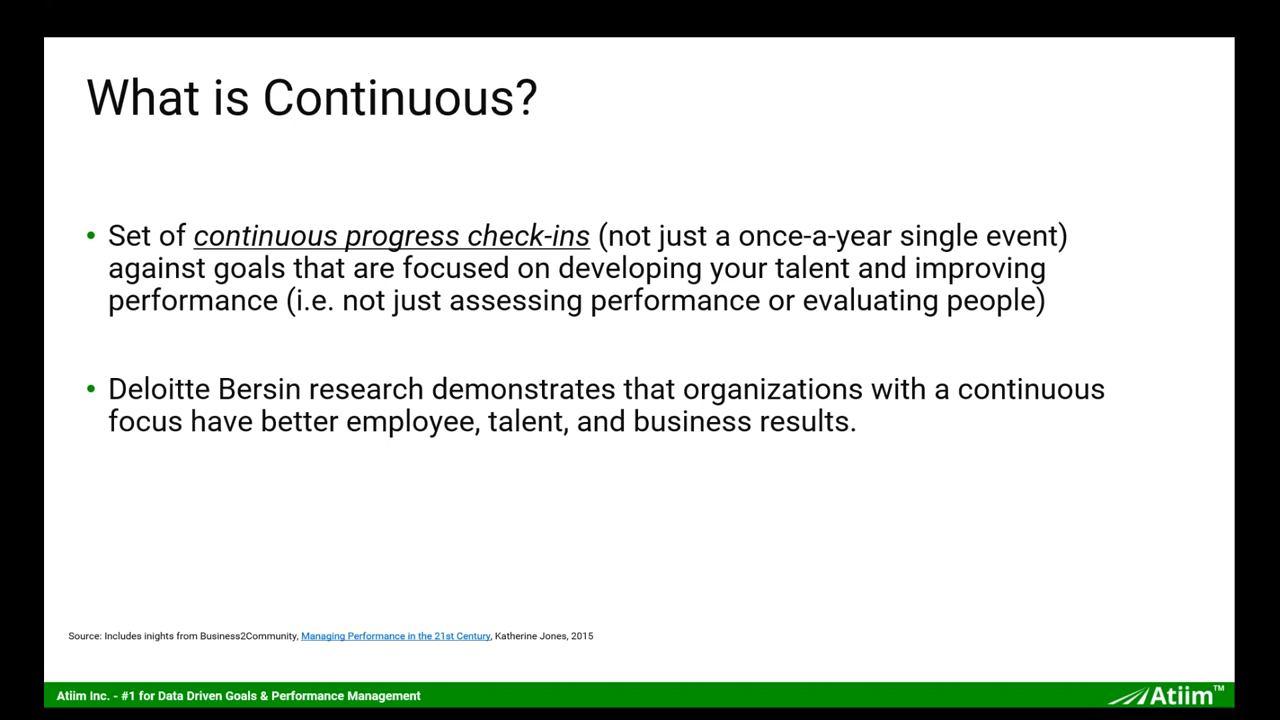 What is Continuous?
• Set of continuous progress check-ins (not just a once-a-year single event)
against goals that are focused on developing your talent and improving
performance (i.e. not just assessing performance or evaluating people)
• Deloitte Bersin research demonstrates that organizations with a continuous
focus have better employee, talent, and business results.
Source: Includes inights from Business2Community, Managing Performance in the 21st Century, Katherine Jones, 2015
Atiim Inc. - #1 for Data Driven Goals & Performance Management
Atiim™